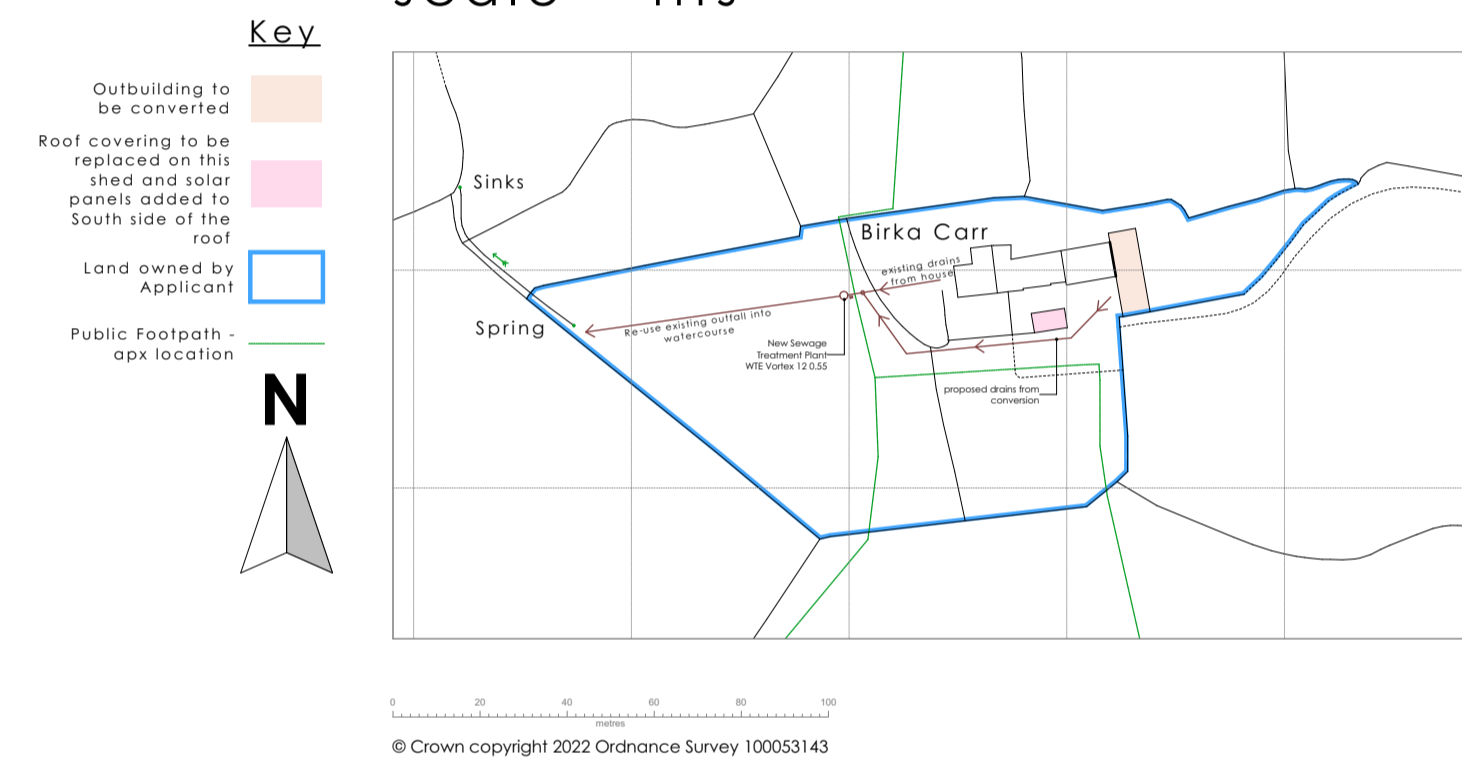 Key
Outbuilding to
be converted
Roof covering to be
replaced on this
shed and solar
panels added to
South side of the
roof
Land owned by
Applicant
Public Footpath -
apx location
N
Sinks
Birka Carr
existing drains
from house
Spring
Re-use existing outfall into
watercourse
New Sewage
Treatment Plant
WTE Vortex 12 0.55
proposed drains from
conversion
0 20 40 60 80 100
metres
© Crown copyright 2022 Ordnance Survey 100053143